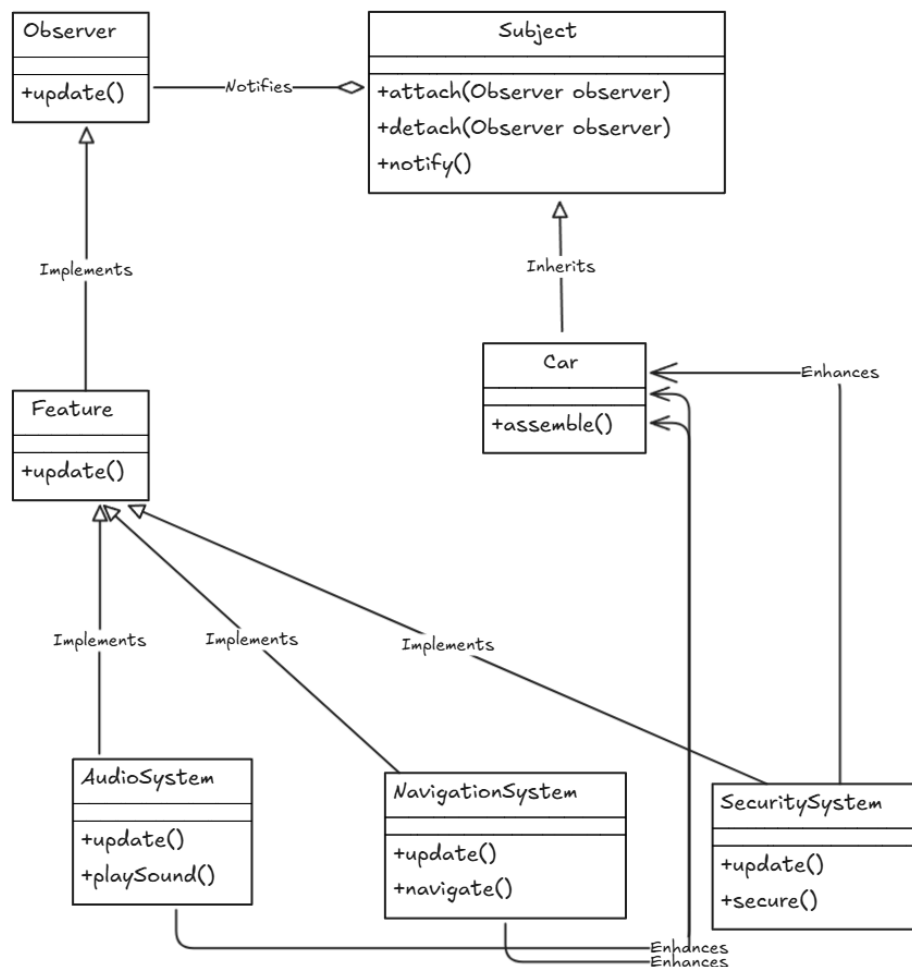 Observer
+update()
Notifies
Subject
+attach(Observer observer)
+detach(Observer observer)
+notify()
Implements
Inherits
Car
+assemble()
Enhances
Feature
+update()
Implements
Implements
Implements
AudioSystem
+update()
+playSound()
NavigationSystem
+update()
+navigate()
SecuritySystem
+update()
+secure()
Enhances
Enhances